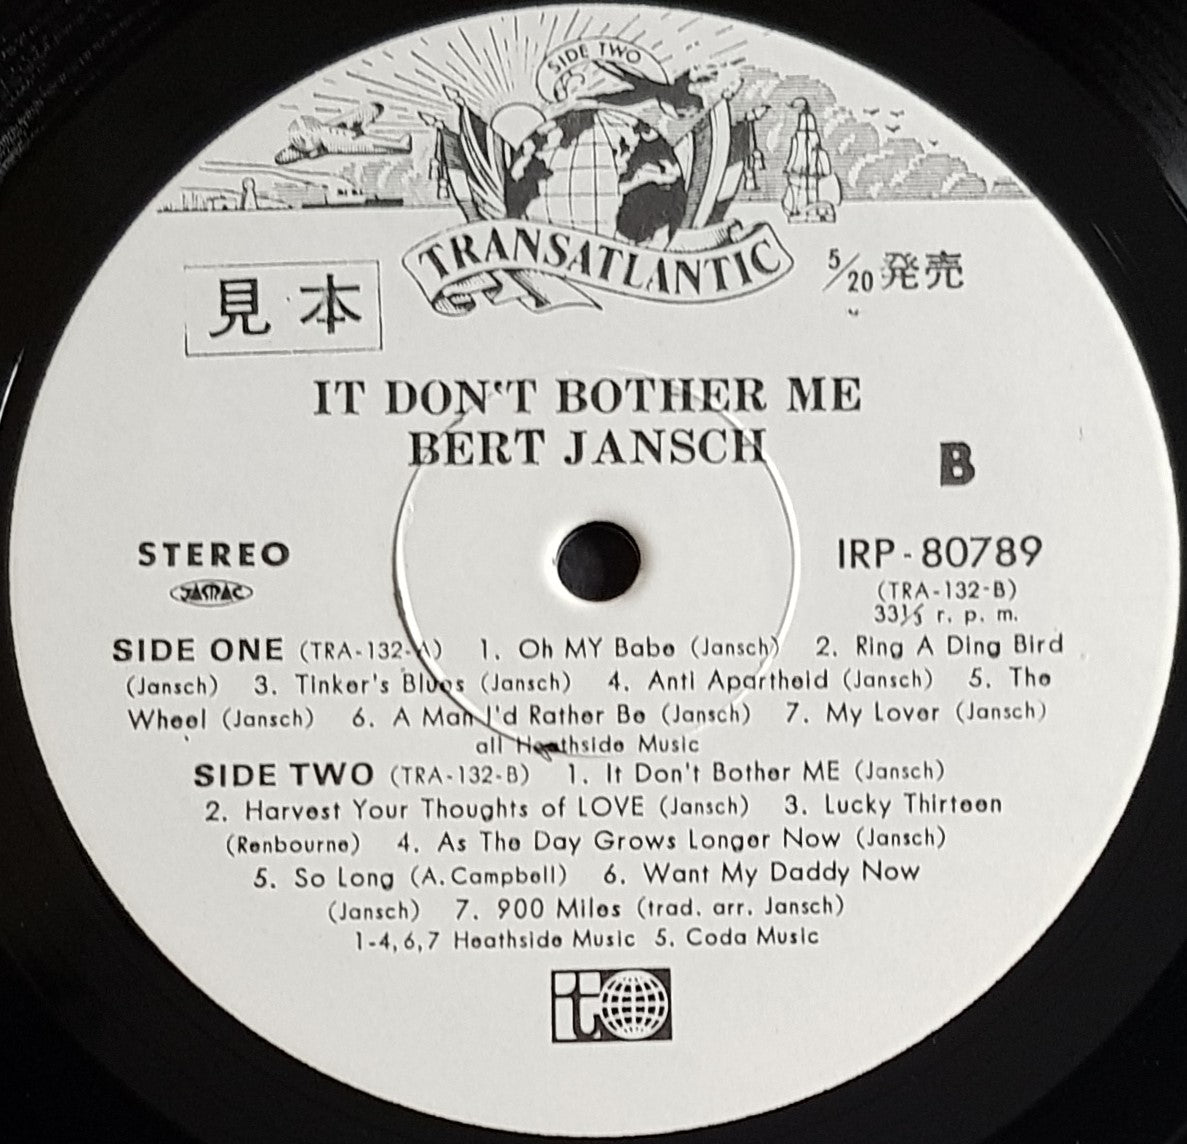 SIDE TWO
TRANSATLANTIC
5/20 発売
見本
IT DON'T BOTHER ME
BERT JANSCH
B
STEREO
JASRAC
IRP-80789
(TRA-132-B)
33⅓ r. p. m.
SIDE ONE (TRA-132-A) 1. Oh MY Babe (Jansch) 2. Ring A Ding Bird
(Jansch) 3. Tinker's Blues (Jansch) 4. Anti Apartheid (Jansch) 5. The
Wheel (Jansch) 6. A Man I'd Rather Be (Jansch) 7. My Lover (Jansch)
all Heathside Music
SIDE TWO (TRA-132-B) 1. It Don't Bother ME (Jansch)
2. Harvest Your Thoughts of LOVE (Jansch) 3. Lucky Thirteen
(Renbourne) 4. As The Day Grows Longer Now (Jansch)
5. So Long (A. Campbell) 6. Want My Daddy Now
(Jansch) 7. 900 Miles (trad. arr. Jansch)
1-4, 6, 7 Heathside Music 5. Coda Music
it